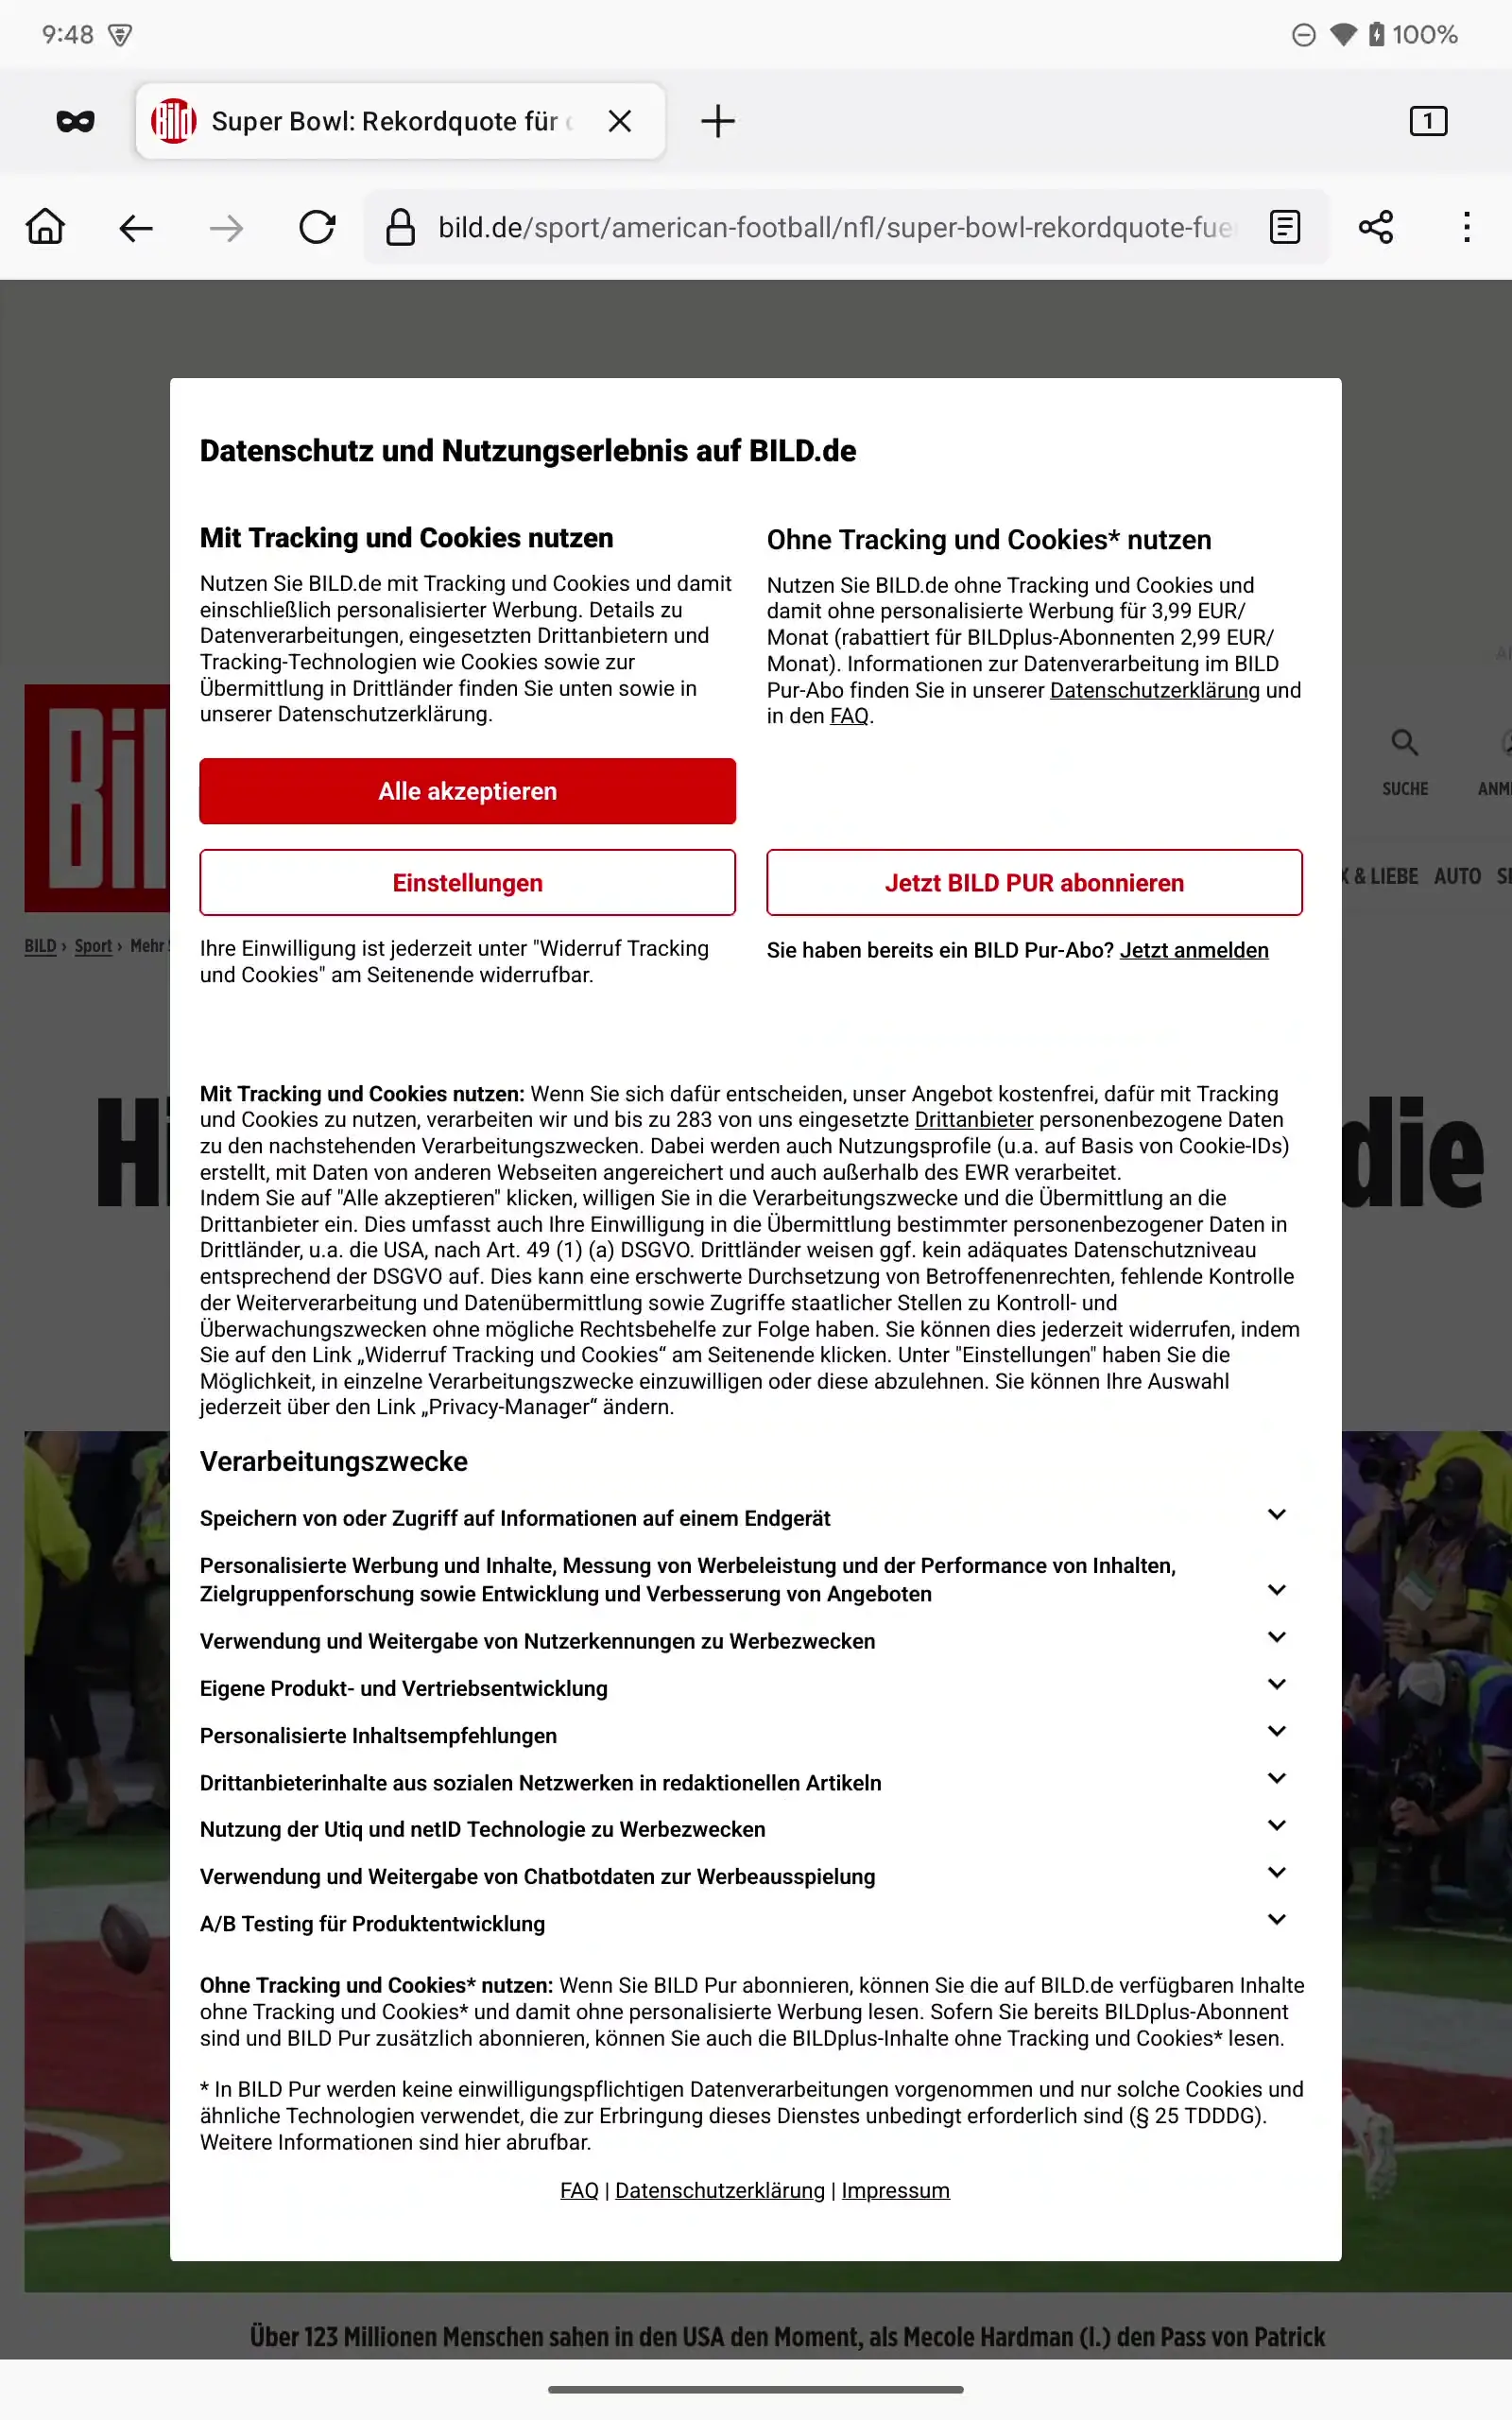 9:48
100%
Bild
Super Bowl: Rekordquote für
1
bild.de/sport/american-football/nfl/super-bowl-rekordquote-fue
Datenschutz und Nutzungserlebnis auf BILD.de
Mit Tracking und Cookies nutzen
Nutzen Sie BILD.de mit Tracking und Cookies und damit
einschließlich personalisierter Werbung. Details zu
Datenverarbeitungen, eingesetzten Drittanbietern und
Tracking-Technologien wie Cookies sowie zur
Übermittlung in Drittländer finden Sie unten sowie in
unserer Datenschutzerklärung.
Alle akzeptieren
Einstellungen
Ihre Einwilligung ist jederzeit unter "Widerruf Tracking
und Cookies" am Seitenende widerrufbar.
Ohne Tracking und Cookies* nutzen
Nutzen Sie BILD.de ohne Tracking und Cookies und
damit ohne personalisierte Werbung für 3,99 EUR/
Monat (rabattiert für BILDplus-Abonnenten 2,99 EUR/
Monat). Informationen zur Datenverarbeitung im BILD
Pur-Abo finden Sie in unserer Datenschutzerklärung und
in den FAQ.
Jetzt BILD PUR abonnieren
Sie haben bereits ein BILD Pur-Abo? Jetzt anmelden
SUCHE
& LIEBE AUTO
BILD › Sport › Mehr
die
Mit Tracking und Cookies nutzen: Wenn Sie sich dafür entscheiden, unser Angebot kostenfrei, dafür mit Tracking
und Cookies zu nutzen, verarbeiten wir und bis zu 283 von uns eingesetzte Drittanbieter personenbezogene Daten
zu den nachstehenden Verarbeitungszwecken. Dabei werden auch Nutzungsprofile (u.a. auf Basis von Cookie-IDs)
erstellt, mit Daten von anderen Webseiten angereichert und auch außerhalb des EWR verarbeitet.
Indem Sie auf "Alle akzeptieren" klicken, willigen Sie in die Verarbeitungszwecke und die Übermittlung an die
Drittanbieter ein. Dies umfasst auch Ihre Einwilligung in die Übermittlung bestimmter personenbezogener Daten in
Drittländer, u.a. die USA, nach Art. 49 (1) (a) DSGVO. Drittländer weisen ggf. kein adäquates Datenschutzniveau
entsprechend der DSGVO auf. Dies kann eine erschwerte Durchsetzung von Betroffenenrechten, fehlende Kontrolle
der Weiterverarbeitung und Datenübermittlung sowie Zugriffe staatlicher Stellen zu Kontroll- und
Überwachungszwecken ohne mögliche Rechtsbehelfe zur Folge haben. Sie können dies jederzeit widerrufen, indem
Sie auf den Link „Widerruf Tracking und Cookies“ am Seitenende klicken. Unter "Einstellungen" haben Sie die
Möglichkeit, in einzelne Verarbeitungszwecke einzuwilligen oder diese abzulehnen. Sie können Ihre Auswahl
jederzeit über den Link „Privacy-Manager“ ändern.
Verarbeitungszwecke
Speichern von oder Zugriff auf Informationen auf einem Endgerät
Personalisierte Werbung und Inhalte, Messung von Werbeleistung und der Performance von Inhalten,
Zielgruppenforschung sowie Entwicklung und Verbesserung von Angeboten
Verwendung und Weitergabe von Nutzerkennungen zu Werbezwecken
Eigene Produkt- und Vertriebsentwicklung
Personalisierte Inhaltsempfehlungen
Drittanbieterinhalte aus sozialen Netzwerken in redaktionellen Artikeln
Nutzung der Utiq und netID Technologie zu Werbezwecken
Verwendung und Weitergabe von Chatbotdaten zur Werbeausspielung
A/B Testing für Produktentwicklung
Ohne Tracking und Cookies* nutzen: Wenn Sie BILD Pur abonnieren, können Sie die auf BILD.de verfügbaren Inhalte
ohne Tracking und Cookies* und damit ohne personalisierte Werbung lesen. Sofern Sie bereits BILDplus-Abonnent
sind und BILD Pur zusätzlich abonnieren, können Sie auch die BILDplus-Inhalte ohne Tracking und Cookies* lesen.
* In BILD Pur werden keine einwilligungspflichtigen Datenverarbeitungen vorgenommen und nur solche Cookies und
ähnliche Technologien verwendet, die zur Erbringung dieses Dienstes unbedingt erforderlich sind (§ 25 TDDDG).
Weitere Informationen sind hier abrufbar.
FAQ | Datenschutzerklärung | Impressum
Über 123 Millionen Menschen sahen in den USA den Moment, als Mecole Hardman (l.) den Pass von Patrick